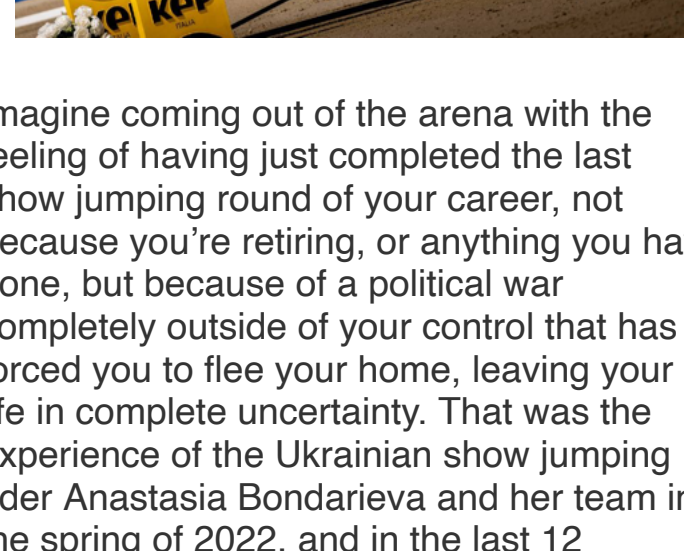 KEP
ITALIA
magine coming out of the arena with the
eeling of having just completed the last
how jumping round of your career, not
ecause you're retiring, or anything you ha
one, but because of a political war
ompletely outside of your control that has
orced you to flee your home, leaving your
fe in complete uncertainty. That was the
xperience of the Ukrainian show jumping
der Anastasia Bondarieva and her team in
he spring of 2022, and in the last 12